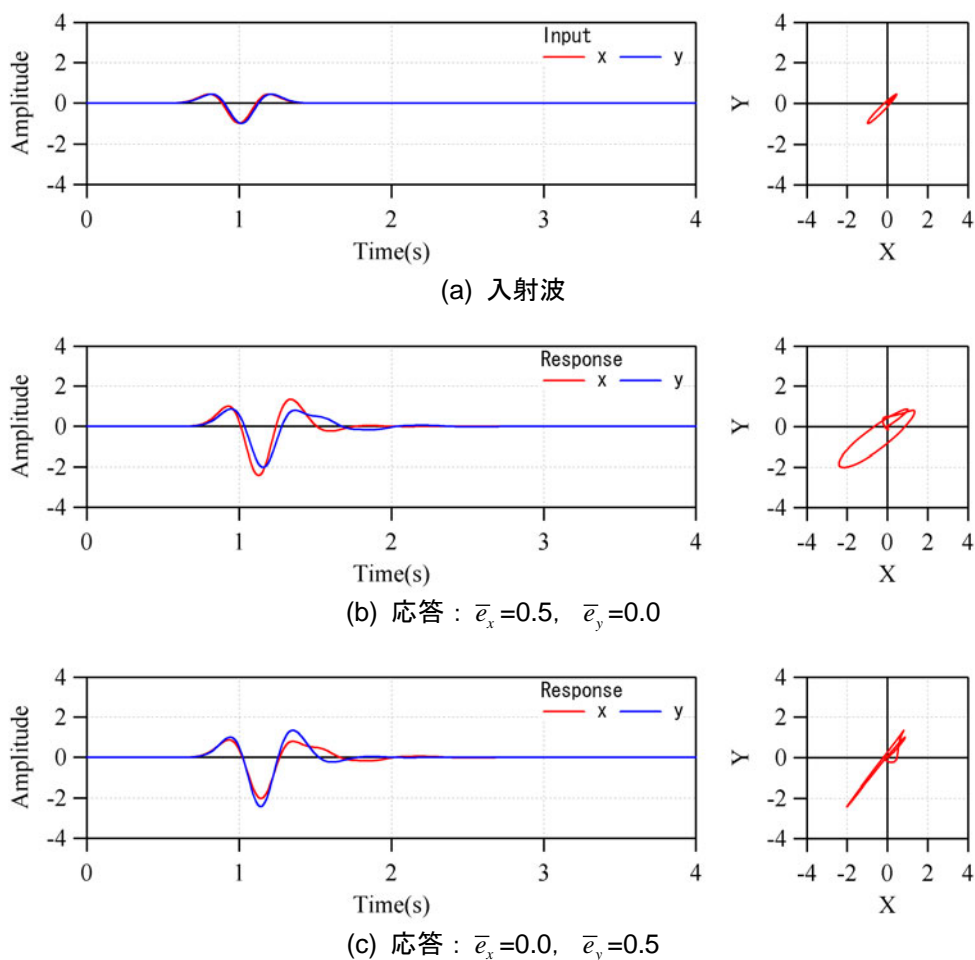 Input
x y
Amplitude
4
2
0
-2
-4
0 1 2 3 4
Time(s)
Y
4
2
0
-2
-4
-4 -2 0 2 4
X
(a) 入射波
Response
x y
Amplitude
4
2
0
-2
-4
0 1 2 3 4
Time(s)
Y
4
2
0
-2
-4
-4 -2 0 2 4
X
(b) 応答：e̅ₓ=0.5, e̅_y=0.0
Response
x y
Amplitude
4
2
0
-2
-4
0 1 2 3 4
Time(s)
Y
4
2
0
-2
-4
-4 -2 0 2 4
X
(c) 応答：e̅ₓ=0.0, e̅_y=0.5